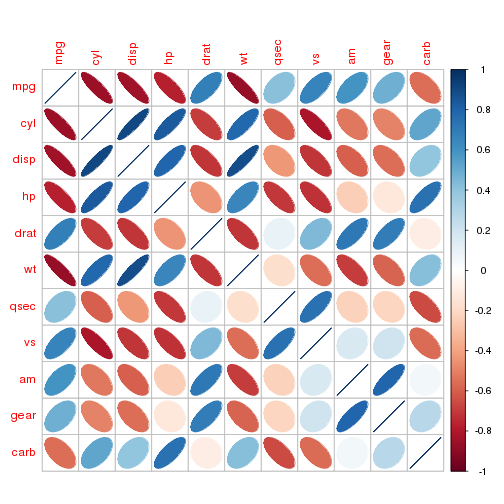 mpg cyl disp hp drat wt qsec vs am gear carb
mpg
cyl
disp
hp
drat
wt
qsec
vs
am
gear
carb
1
0.8
0.6
0.4
0.2
0
-0.2
-0.4
-0.6
-0.8
-1